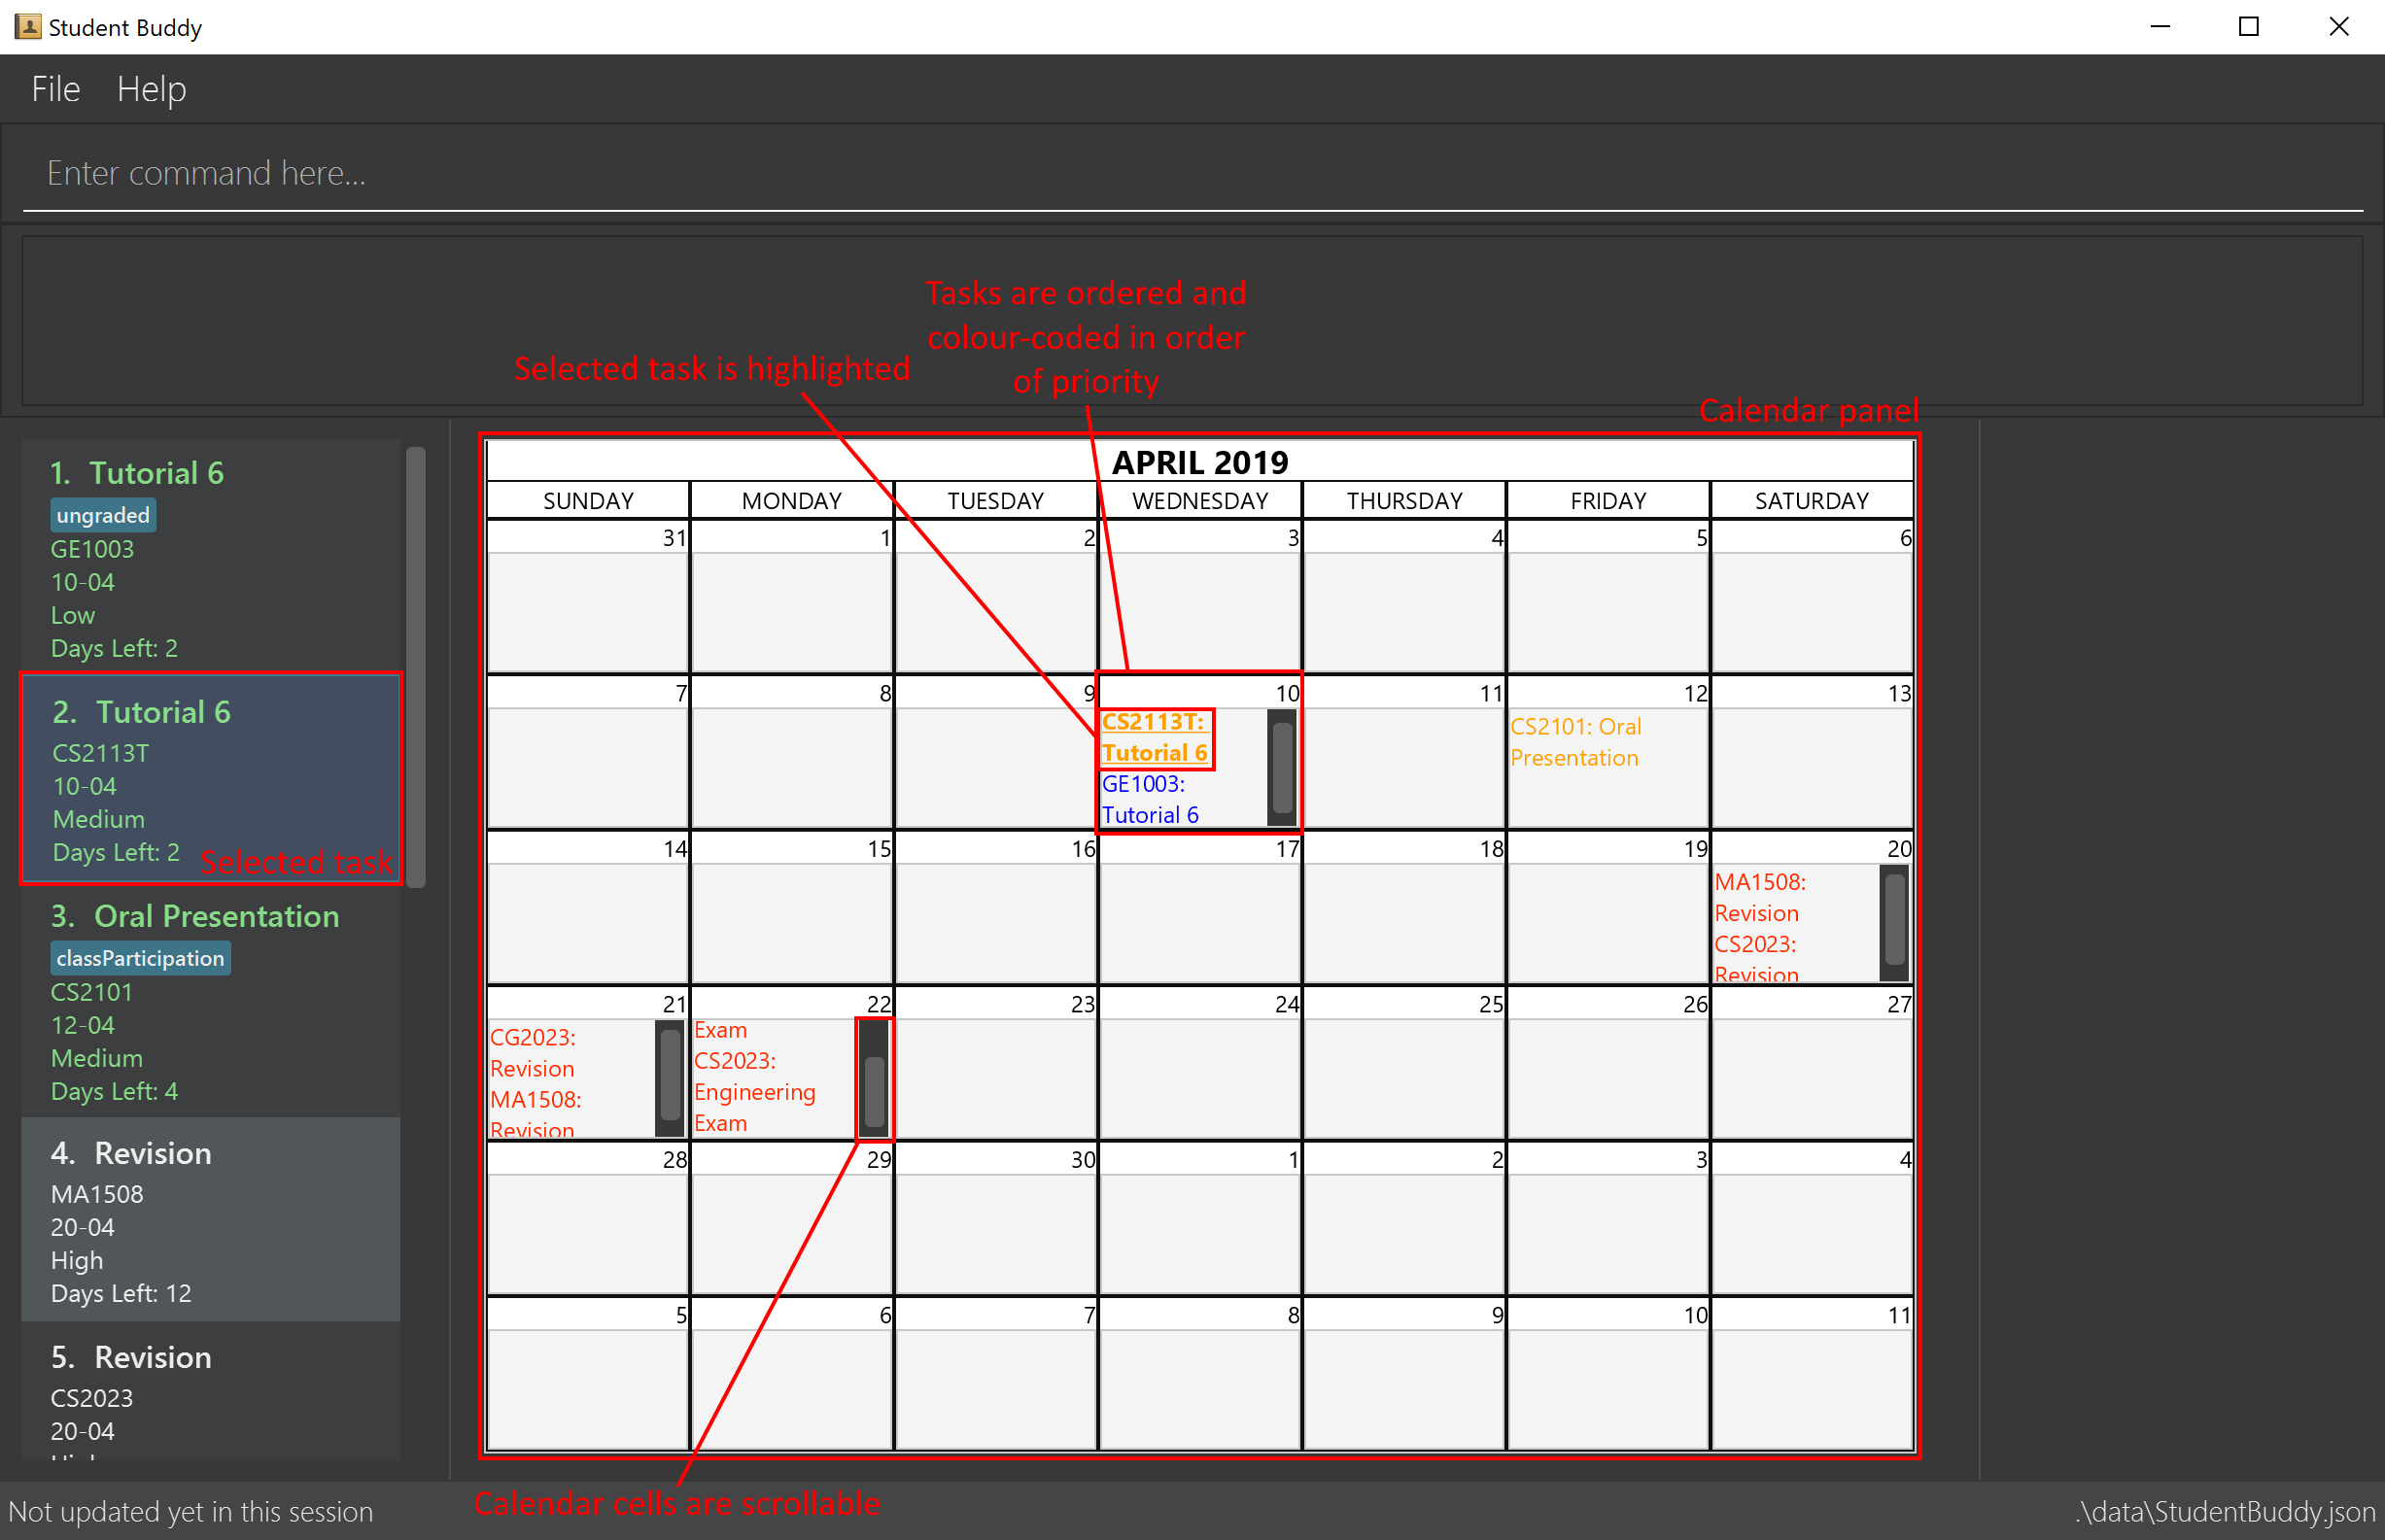 Student Buddy
File Help
Enter command here...
Tasks are ordered and
colour-coded in order
of priority
Selected task is highlighted
Calendar panel
1. Tutorial 6
ungraded
GE1003
10-04
Low
Days Left: 2
2. Tutorial 6
CS2113T
10-04
Medium
Days Left: 2
Selected task
3. Oral Presentation
classParticipation
CS2101
12-04
Medium
Days Left: 4
4. Revision
MA1508
20-04
High
Days Left: 12
5. Revision
CS2023
20-04
APRIL 2019
SUNDAY MONDAY TUESDAY WEDNESDAY THURSDAY FRIDAY SATURDAY
31 1 2 3 4 5 6
7 8 9 10 11 12 13
CS2113T:
Tutorial 6
GE1003:
Tutorial 6
CS2101: Oral
Presentation
14 15 16 17 18 19 20
MA1508:
Revision
CS2023:
Revision
21 22 23 24 25 26 27
CG2023:
Revision
MA1508:
Revision
Exam
CS2023:
Engineering
Exam
28 29 30 1 2 3 4
5 6 7 8 9 10 11
Calendar cells are scrollable
Not updated yet in this session
.\data\StudentBuddy.json